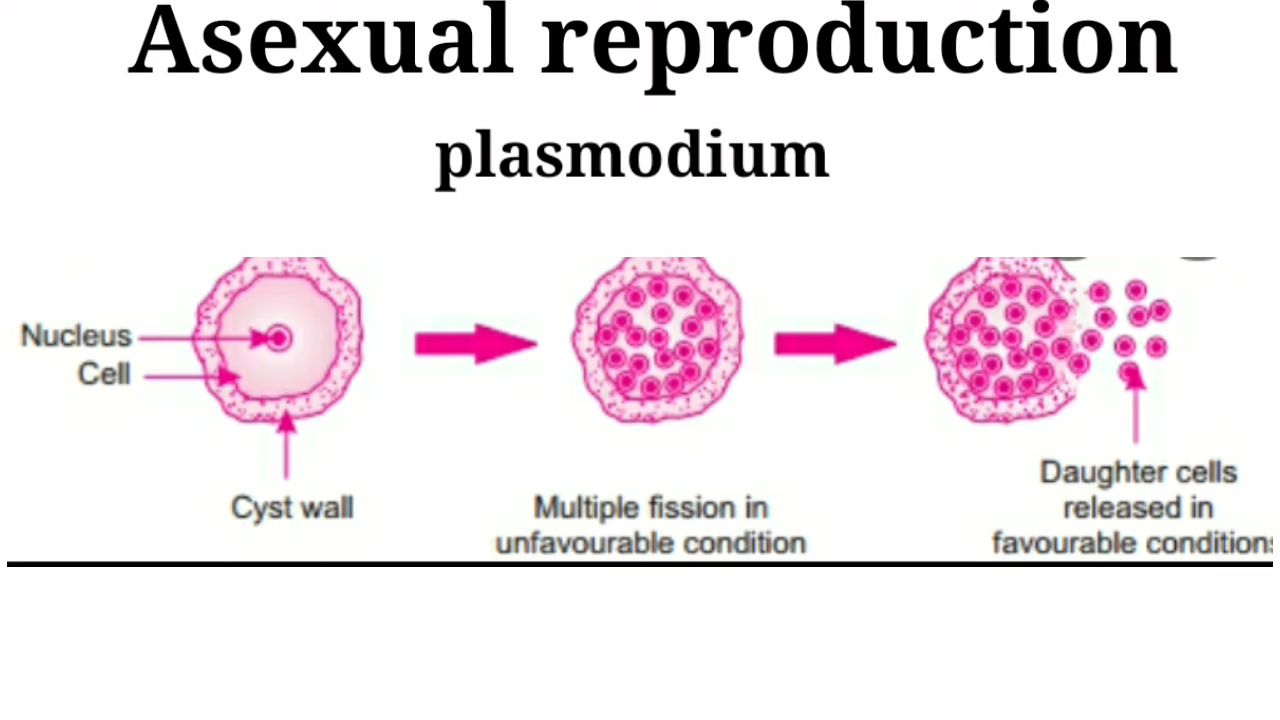 Asexual reproduction
plasmodium
Nucleus
Cell
Cyst wall
Multiple fission in
unfavourable condition
Daughter cells
released in
favourable conditions